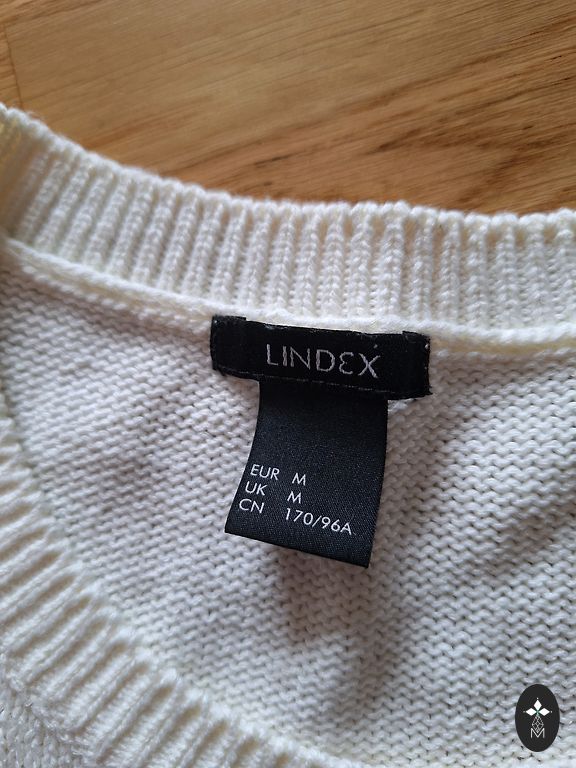 LINDEX
EUR M
UK M
CN 170/96A
M